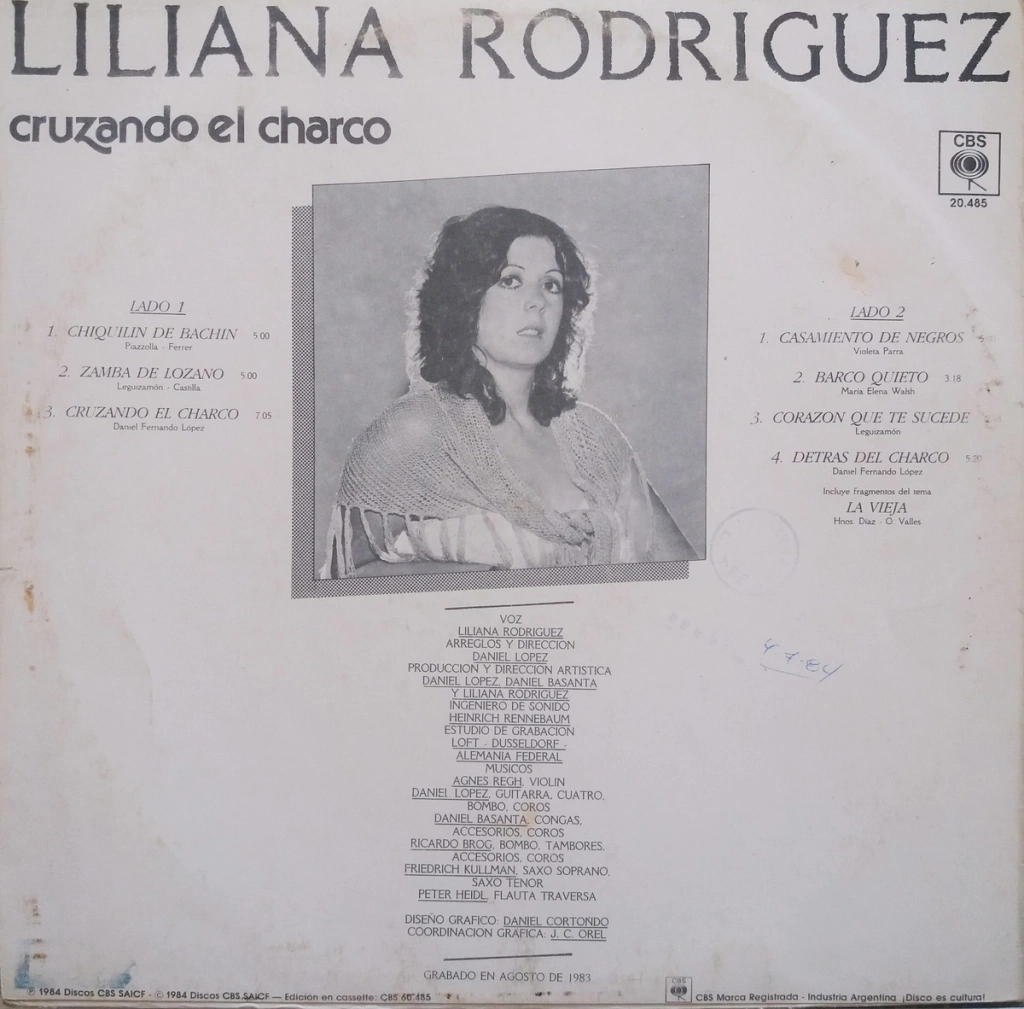 LILIANA RODRIGUEZ
cruzando el charco
CBS
20.485
LADO 1
1. CHIQUILIN DE BACHIN 5:00
Piazzolla - Ferrer
2. ZAMBA DE LOZANO 5:00
Leguizamón - Castilla
3. CRUZANDO EL CHARCO 7.05
Daniel Fernando López
LADO 2
1. CASAMIENTO DE NEGROS
Violeta Parra
2. BARCO QUIETO 3.18
María Elena Walsh
3. CORAZON QUE TE SUCEDE
Leguizamón
4. DETRAS DEL CHARCO 5:20
Daniel Fernando López
Incluye fragmentos del tema
LA VIEJA
Hnos. Diaz - O. Valles
4-7-84
VOZ
LILIANA RODRIGUEZ
ARREGLOS Y DIRECCION
DANIEL LOPEZ
PRODUCCION Y DIRECCION ARTISTICA
DANIEL LOPEZ, DANIEL BASANTA
Y LILIANA RODRIGUEZ
INGENIERO DE SONIDO
HEINRICH RENNEBAUM
ESTUDIO DE GRABACION
LOFT - DUSSELDORF -
ALEMANIA FEDERAL
MUSICOS
AGNES REGH, VIOLIN
DANIEL LOPEZ, GUITARRA, CUATRO,
BOMBO, COROS
DANIEL BASANTA, CONGAS,
ACCESORIOS, COROS
RICARDO BROG, BOMBO, TAMBORES,
ACCESORIOS, COROS
FRIEDRICH KULLMAN, SAXO SOPRANO,
SAXO TENOR
PETER HEIDL, FLAUTA TRAVERSA
DISEÑO GRAFICO: DANIEL CORTONDO
COORDINACION GRAFICA: J. C. OREL
GRABADO EN AGOSTO DE 1983
℗ 1984 Discos CBS SAICF - © 1984 Discos CBS SAICF — Edición en cassette: CBS 60.485
CBS
CBS Marca Registrada - Industria Argentina ¡Disco es cultura!